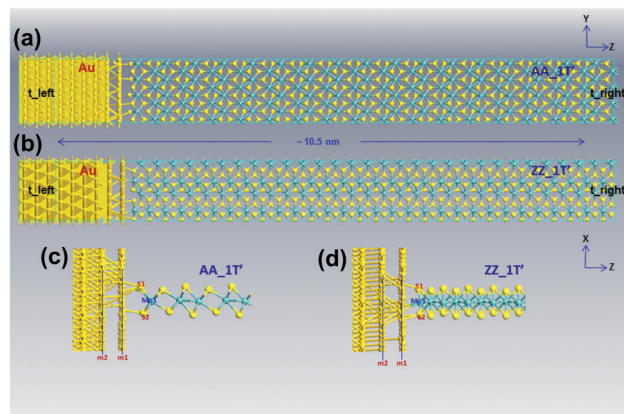 (a)
Y
Z
Au
AA_1T′
t_left
t_right
~ 10.5 nm
(b)
Au
ZZ_1T′
t_left
t_right
X
Z
(c)
AA_1T′
S1
Mo1
S2
m2 m1
(d)
ZZ_1T′
S1
Mo1
S2
m2 m1